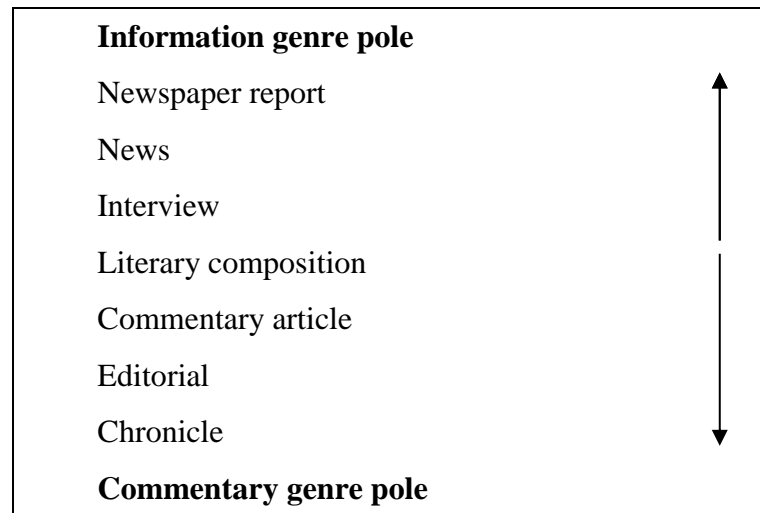 Information genre pole
Newspaper report
News
Interview
Literary composition
Commentary article
Editorial
Chronicle
Commentary genre pole